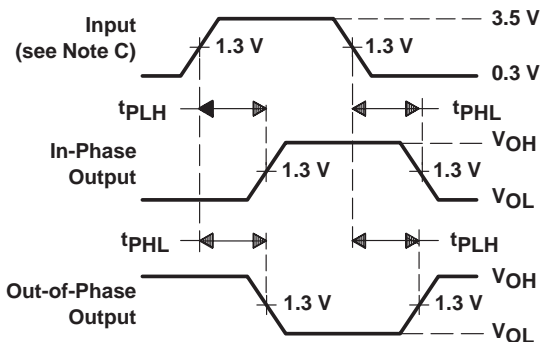 Input
(see Note C)
1.3 V
1.3 V
3.5 V
0.3 V
tPLH
tPHL
In-Phase
Output
1.3 V
1.3 V
VOH
VOL
tPHL
tPLH
Out-of-Phase
Output
1.3 V
1.3 V
VOH
VOL